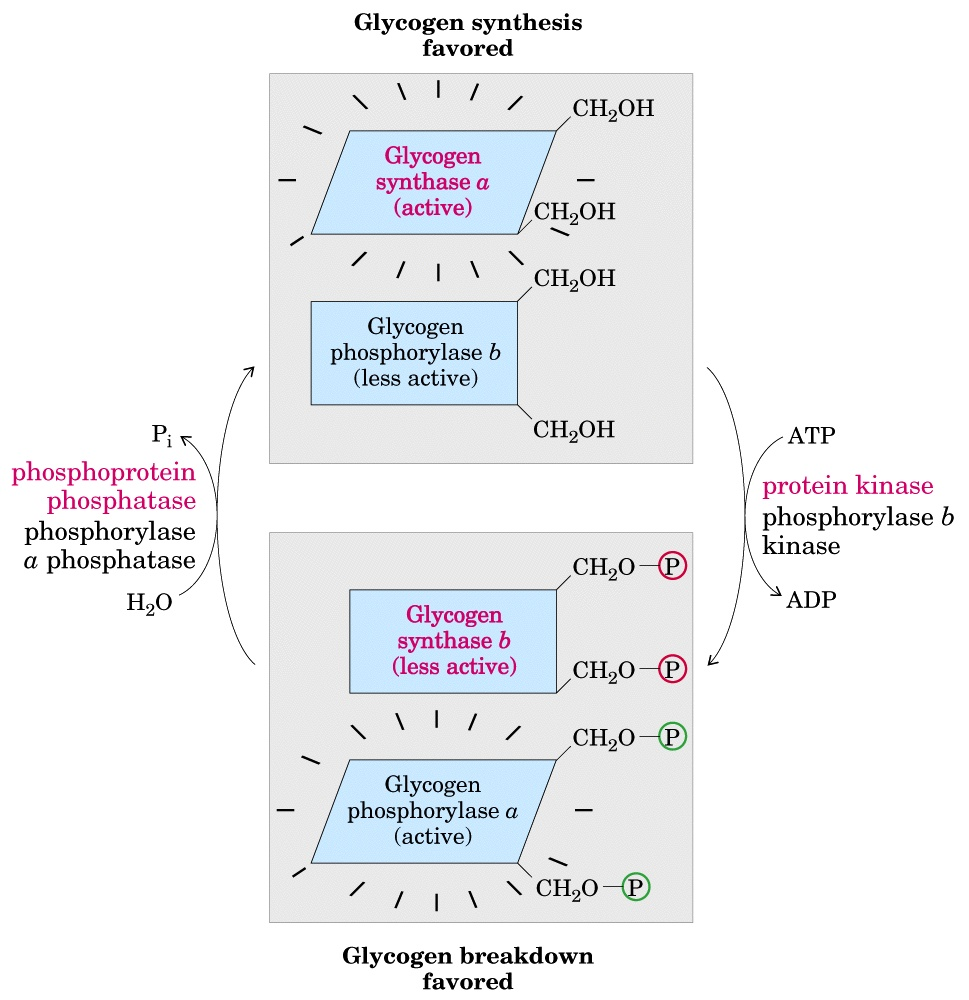 Glycogen synthesis
favored
CH₂OH
Glycogen
synthase a
(active)
CH₂OH
CH₂OH
Glycogen
phosphorylase b
(less active)
CH₂OH
Pᵢ
phosphoprotein
phosphatase
phosphorylase
a phosphatase
H₂O
ATP
protein kinase
phosphorylase b
kinase
ADP
CH₂O P
Glycogen
synthase b
(less active)
CH₂O P
CH₂O P
Glycogen
phosphorylase a
(active)
CH₂O P
Glycogen breakdown
favored